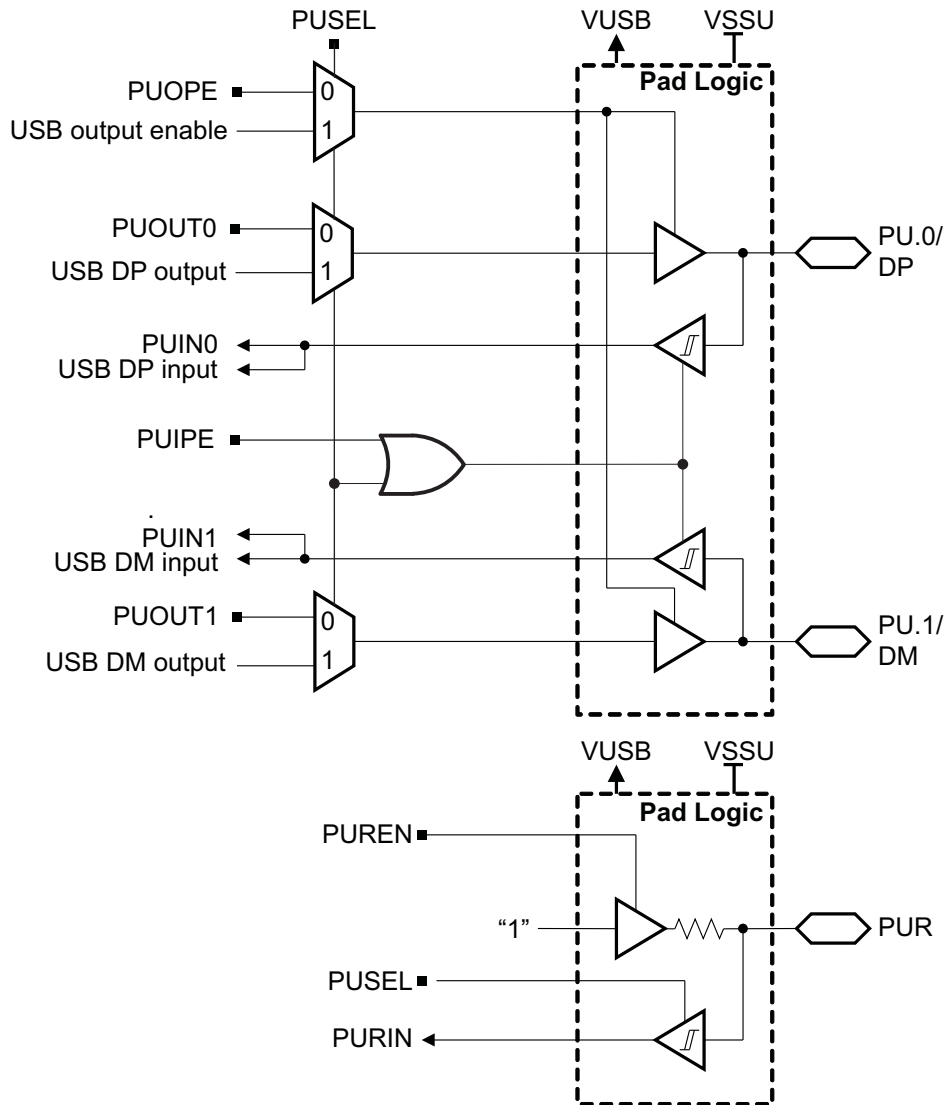 PUSEL
VUSB
VSSU
Pad Logic
PUOPE
0
USB output enable
1
PUOUT0
0
USB DP output
1
PU.0/
DP
PUIN0
USB DP input
PUIPE
.
PUIN1
USB DM input
PUOUT1
0
USB DM output
1
PU.1/
DM
VUSB
VSSU
Pad Logic
PUREN
“1”
PUR
PUSEL
PURIN